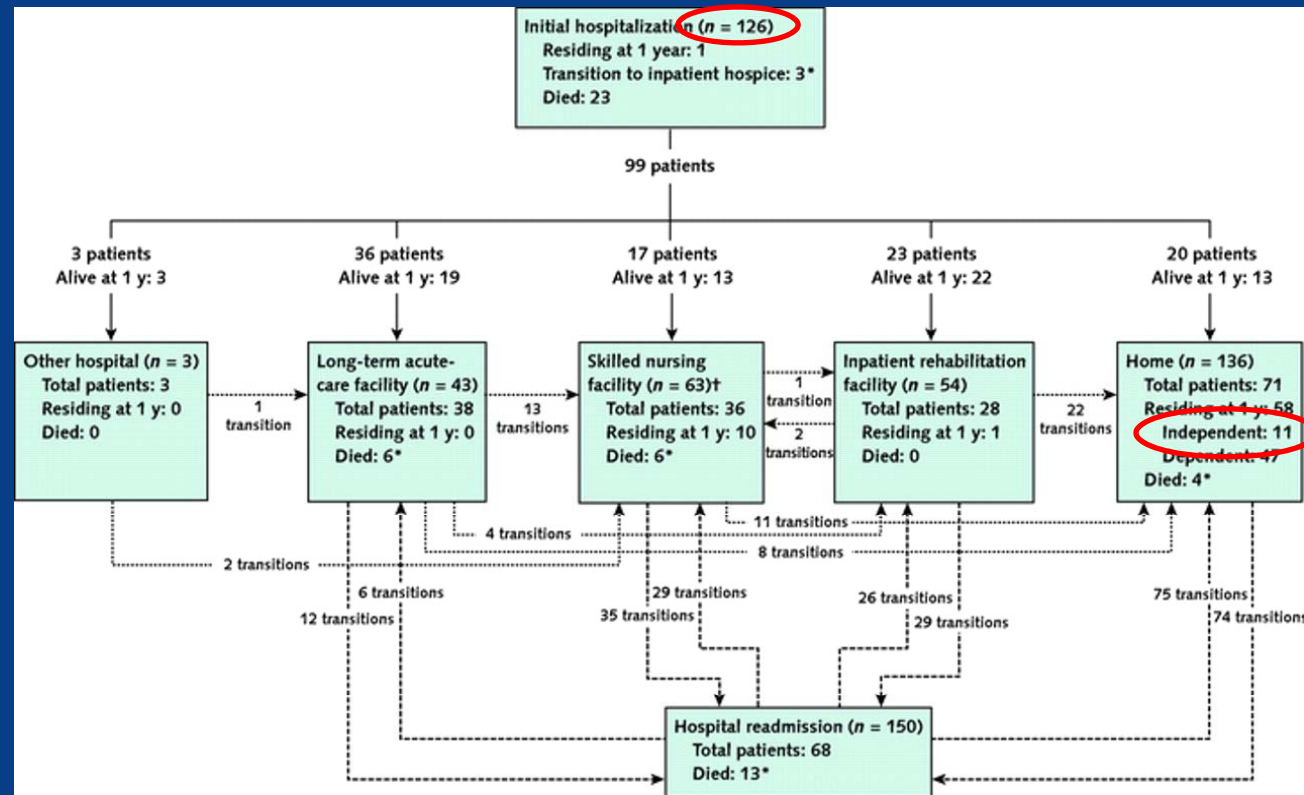 Initial hospitalization (n = 126)
Residing at 1 year: 1
Transition to inpatient hospice: 3*
Died: 23
99 patients
3 patients
Alive at 1 y: 3
36 patients
Alive at 1 y: 19
17 patients
Alive at 1 y: 13
23 patients
Alive at 1 y: 22
20 patients
Alive at 1 y: 13
Other hospital (n = 3)
Total patients: 3
Residing at 1 y: 0
Died: 0
1
transition
Long-term acute-
care facility (n = 43)
Total patients: 38
Residing at 1 y: 0
Died: 6*
13
transitions
Skilled nursing
facility (n = 63)†
Total patients: 36
Residing at 1 y: 10
Died: 6*
1
transition
2
transitions
Inpatient rehabilitation
facility (n = 54)
Total patients: 28
Residing at 1 y: 1
Died: 0
22
transitions
Home (n = 136)
Total patients: 71
Residing at 1 y: 58
Independent: 11
Dependent: 47
Died: 4*
11 transitions
4 transitions
8 transitions
2 transitions
6 transitions
12 transitions
29 transitions
35 transitions
26 transitions
29 transitions
75 transitions
74 transitions
Hospital readmission (n = 150)
Total patients: 68
Died: 13*